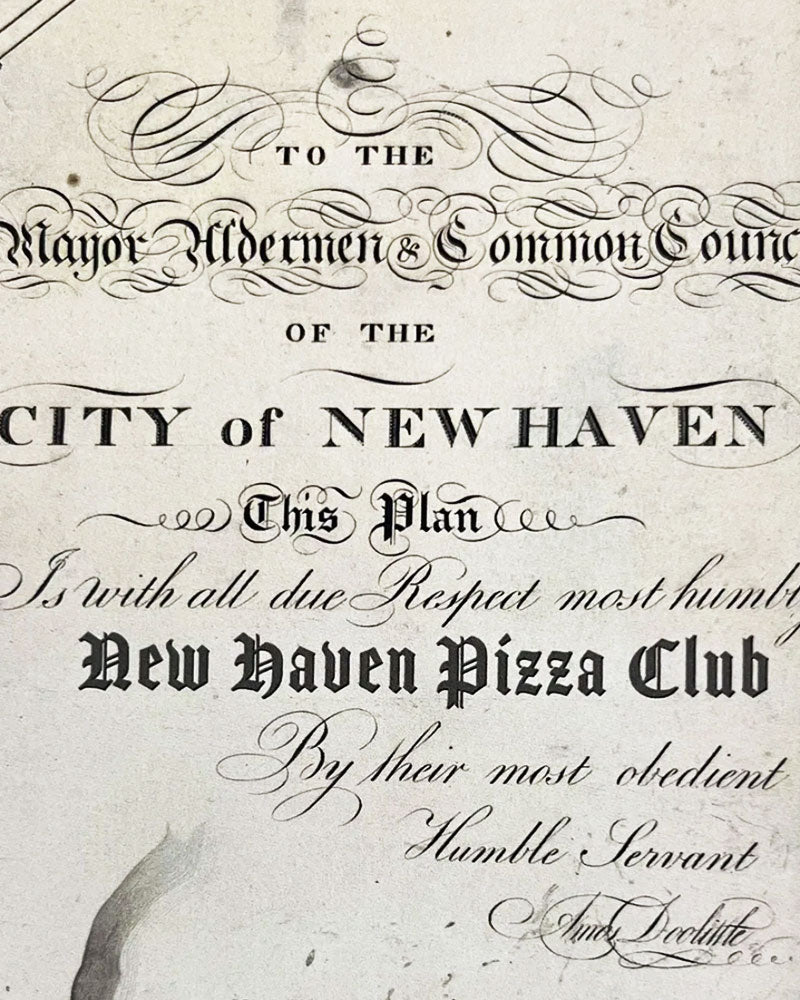 TO THE
Mayor Aldermen & Common Counc
OF THE
CITY of NEW HAVEN
This Plan
Is with all due Respect most humbly
New Haven Pizza Club
By their most obedient
Humble Servant
Amos Doolittle